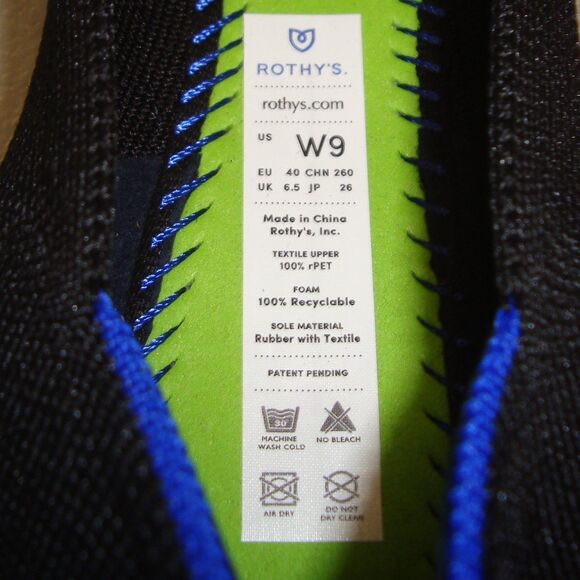 ROTHY'S.
rothys.com
US W9
EU 40 CHN 260
UK 6.5 JP 26
Made in China
Rothy's, Inc.
TEXTILE UPPER
100% rPET
FOAM
100% Recyclable
SOLE MATERIAL
Rubber with Textile
PATENT PENDING
30
MACHINE WASH COLD
NO BLEACH
AIR DRY
DO NOT DRY CLEAN